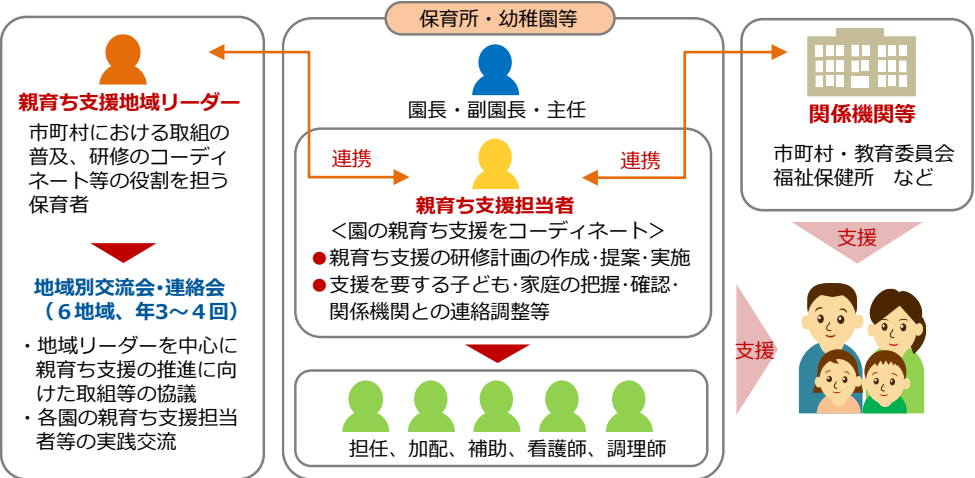 保育所・幼稚園等
親育ち支援地域リーダー
市町村における取組の
普及、研修のコーディ
ネート等の役割を担う
保育者
地域別交流会・連絡会
（６地域、年3～４回）
・地域リーダーを中心に
親育ち支援の推進に向
けた取組等の協議
・各園の親育ち支援担当
者等の実践交流
園長・副園長・主任
連携
連携
親育ち支援担当者
＜園の親育ち支援をコーディネート＞
●親育ち支援の研修計画の作成・提案・実施
●支援を要する子ども・家庭の把握・確認・
関係機関との連絡調整等
担任、加配、補助、看護師、調理師
関係機関等
市町村・教育委員会
福祉保健所　など
支援
支援